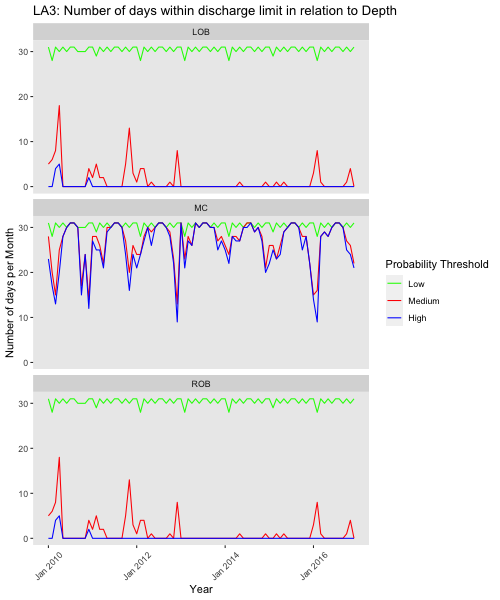 LA3: Number of days within discharge limit in relation to Depth
LOB
30
20
10
0
MC
30
20
10
0
ROB
30
20
10
0
Number of days per Month
Jan 2010
Jan 2012
Jan 2014
Jan 2016
Year
Probability Threshold
Low
Medium
High